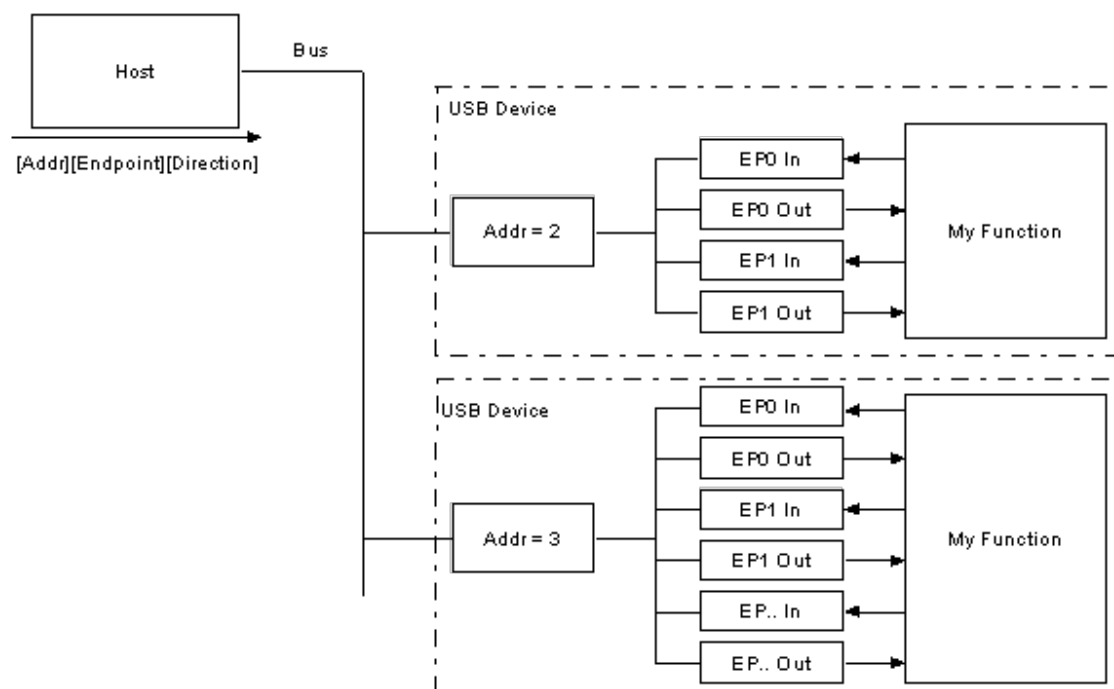 Host
Bus
[Addr][Endpoint][Direction]
USB Device
Addr = 2
EP0 In
EP0 Out
EP1 In
EP1 Out
My Function
USB Device
Addr = 3
EP0 In
EP0 Out
EP1 In
EP1 Out
EP.. In
EP.. Out
My Function